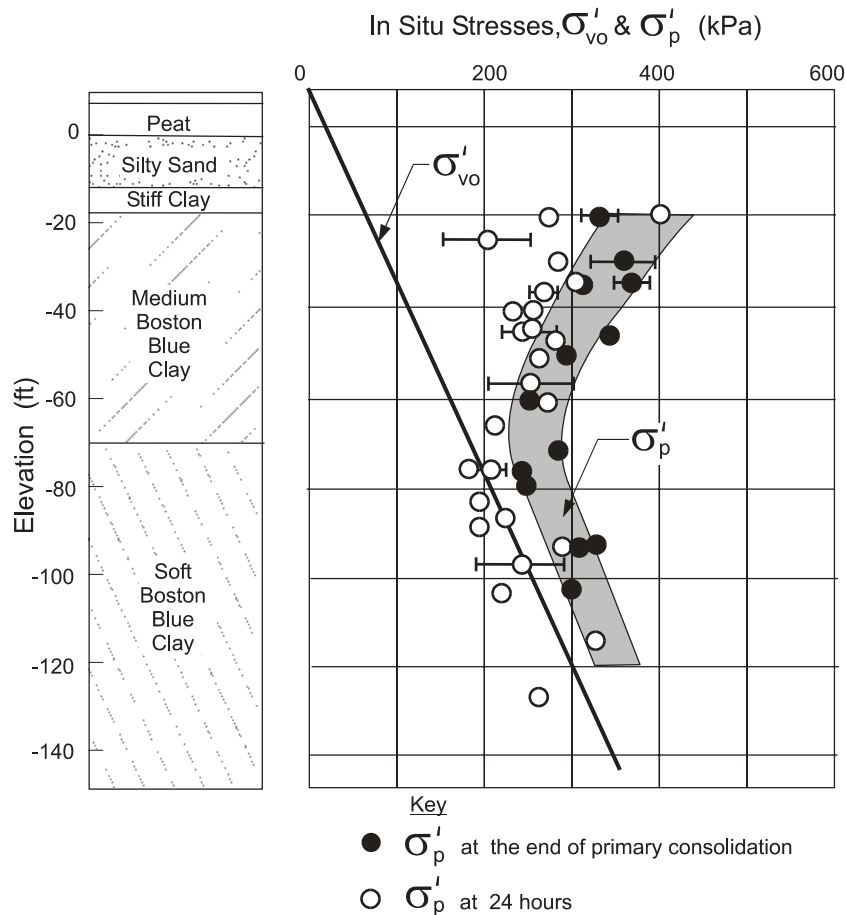 In Situ Stresses, σ'vo & σ'p (kPa)
0 200 400 600
Elevation (ft)
0
-20
-40
-60
-80
-100
-120
-140
Peat
Silty Sand
Stiff Clay
Medium
Boston
Blue
Clay
Soft
Boston
Blue
Clay
σ'vo
σ'p
Key
σ'p at the end of primary consolidation
σ'p at 24 hours